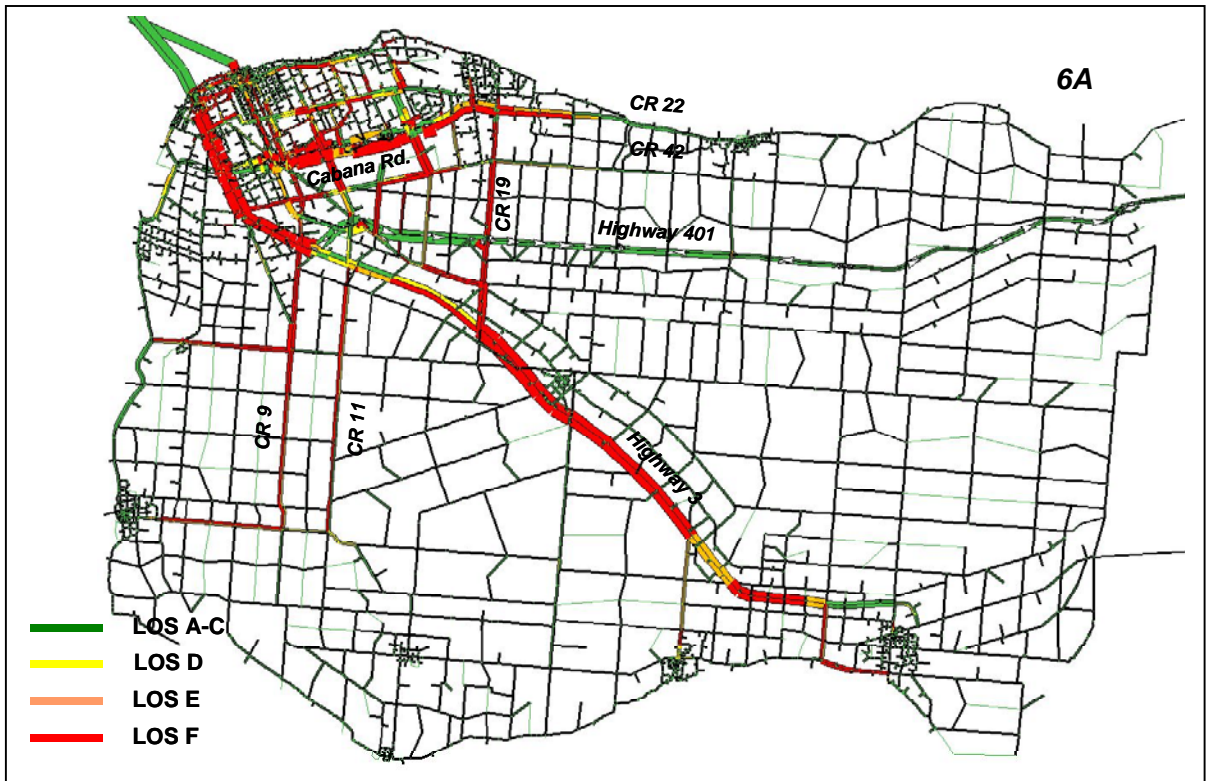 6A
CR 22
CR 42
Cabana Rd.
CR 19
Highway 401
CR 9
CR 11
Highway 3
LOS A-C
LOS D
LOS E
LOS F